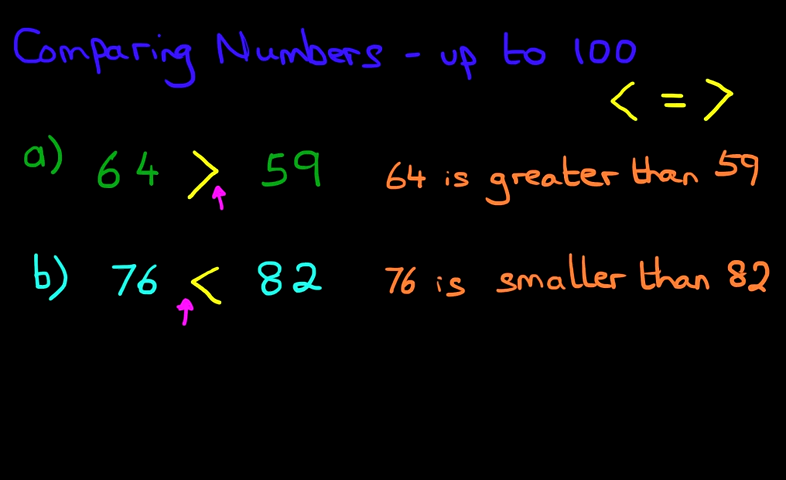 Comparing Numbers - up to 100
< = >
a) 64 > 59 64 is greater than 59
b) 76 < 82 76 is smaller than 82